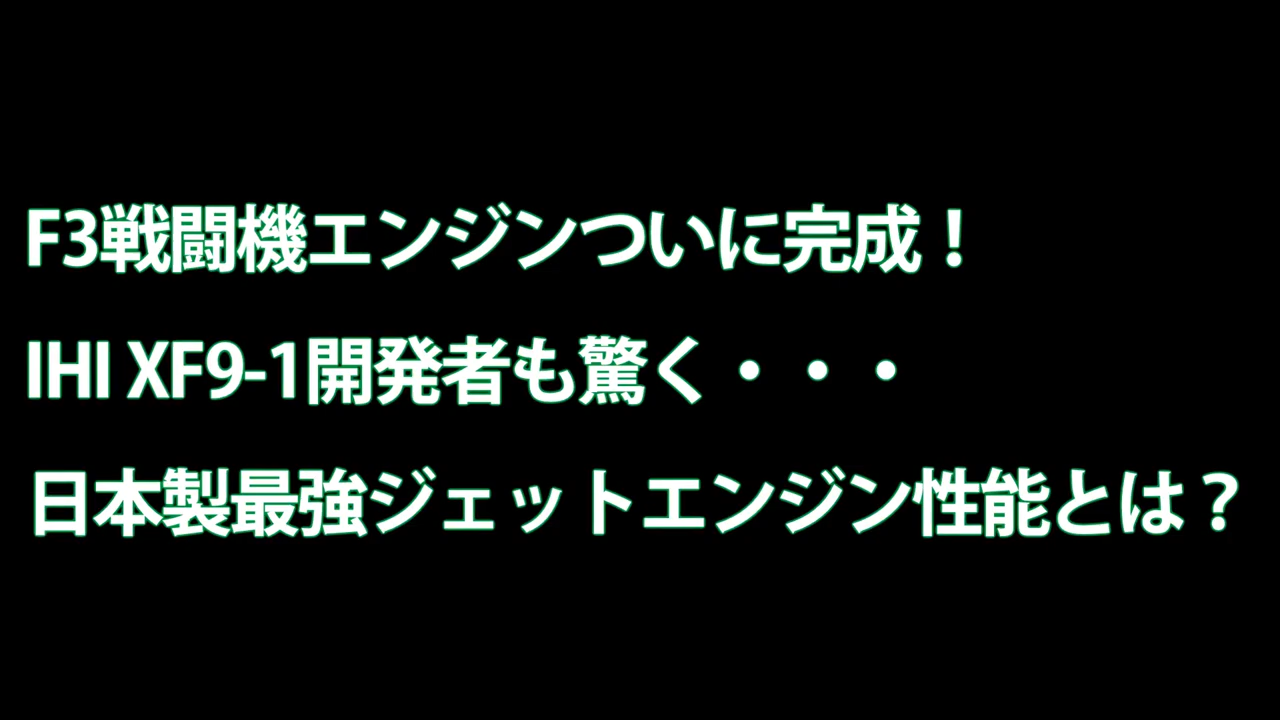 F3戦闘機エンジンついに完成！
IHI XF9-1開発者も驚く・・・
日本製最強ジェットエンジン性能とは？